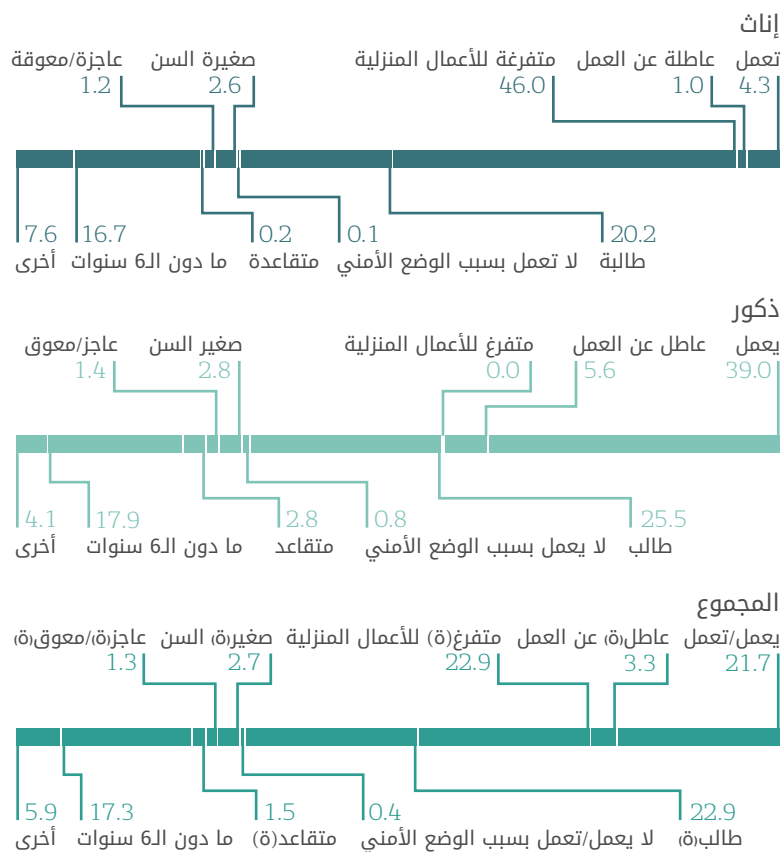 إناث
تعمل عاطلة عن العمل متفرغة للأعمال المنزلية صغيرة السن عاجزة/معوقة
4.3 1.0 46.0 2.6 1.2
20.2 0.1 0.2 16.7 7.6
طالبة لا تعمل بسبب الوضع الأمني متقاعدة ما دون الـ6 سنوات أخرى
ذكور
يعمل عاطل عن العمل متفرغ للأعمال المنزلية صغير السن عاجز/معوق
39.0 5.6 0.0 2.8 1.4
25.5 0.8 2.8 17.9 4.1
طالب لا يعمل بسبب الوضع الأمني متقاعد ما دون الـ6 سنوات أخرى
المجموع
يعمل/تعمل عاطل(ة) عن العمل متفرغ(ة) للأعمال المنزلية صغير(ة) السن عاجز(ة)/معوق(ة)
21.7 3.3 22.9 2.7 1.3
22.9 0.4 1.5 17.3 5.9
طالب(ة) لا يعمل/تعمل بسبب الوضع الأمني متقاعد(ة) ما دون الـ6 سنوات أخرى